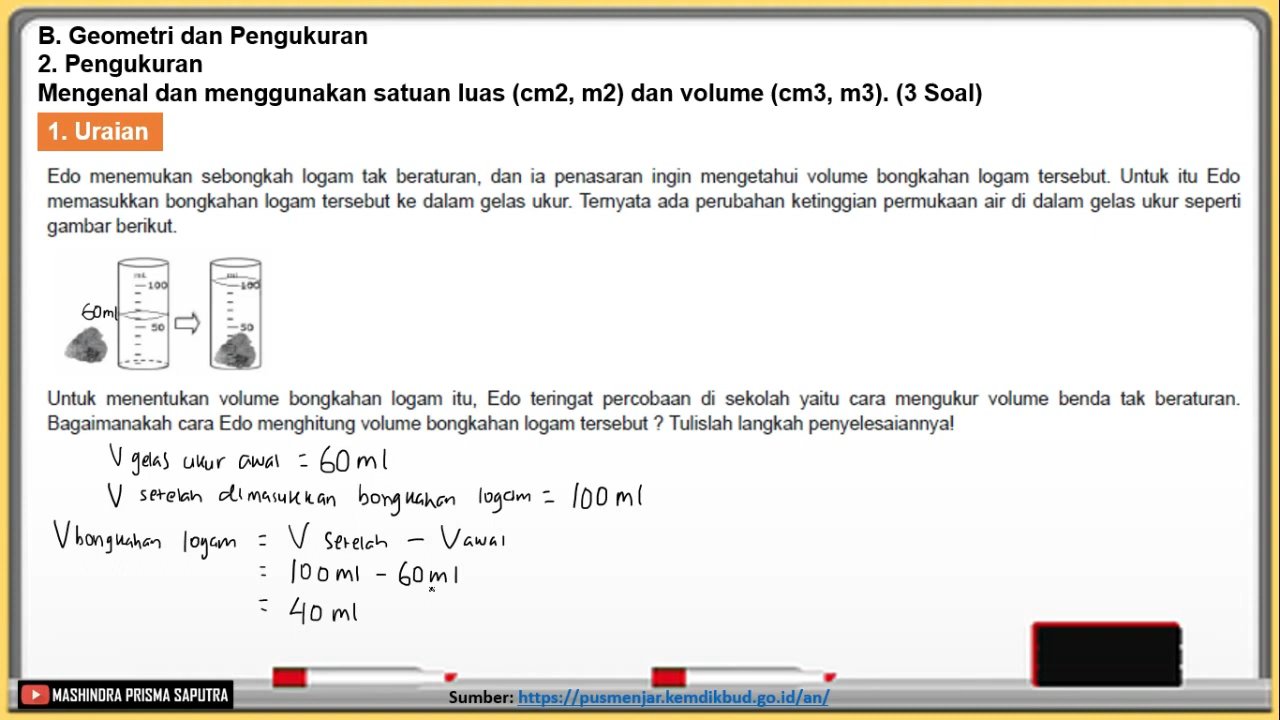 B. Geometri dan Pengukuran
2. Pengukuran
Mengenal dan menggunakan satuan luas (cm2, m2) dan volume (cm3, m3). (3 Soal)
1. Uraian
Edo menemukan sebongkah logam tak beraturan, dan ia penasaran ingin mengetahui volume bongkahan logam tersebut. Untuk itu Edo
memasukkan bongkahan logam tersebut ke dalam gelas ukur. Ternyata ada perubahan ketinggian permukaan air di dalam gelas ukur seperti
gambar berikut.
mL mL
100 100
60ml
50 50
Untuk menentukan volume bongkahan logam itu, Edo teringat percobaan di sekolah yaitu cara mengukur volume benda tak beraturan.
Bagaimanakah cara Edo menghitung volume bongkahan logam tersebut ? Tulislah langkah penyelesaiannya!
V gelas ukur awal = 60 ml
V setelah dimasukkan bongkahan logam = 100 ml
V bongkahan logam = V setelah - V awal
= 100 ml - 60 ml
= 40 ml
MASHINDRA PRISMA SAPUTRA
Sumber: https://pusmenjar.kemdikbud.go.id/an/